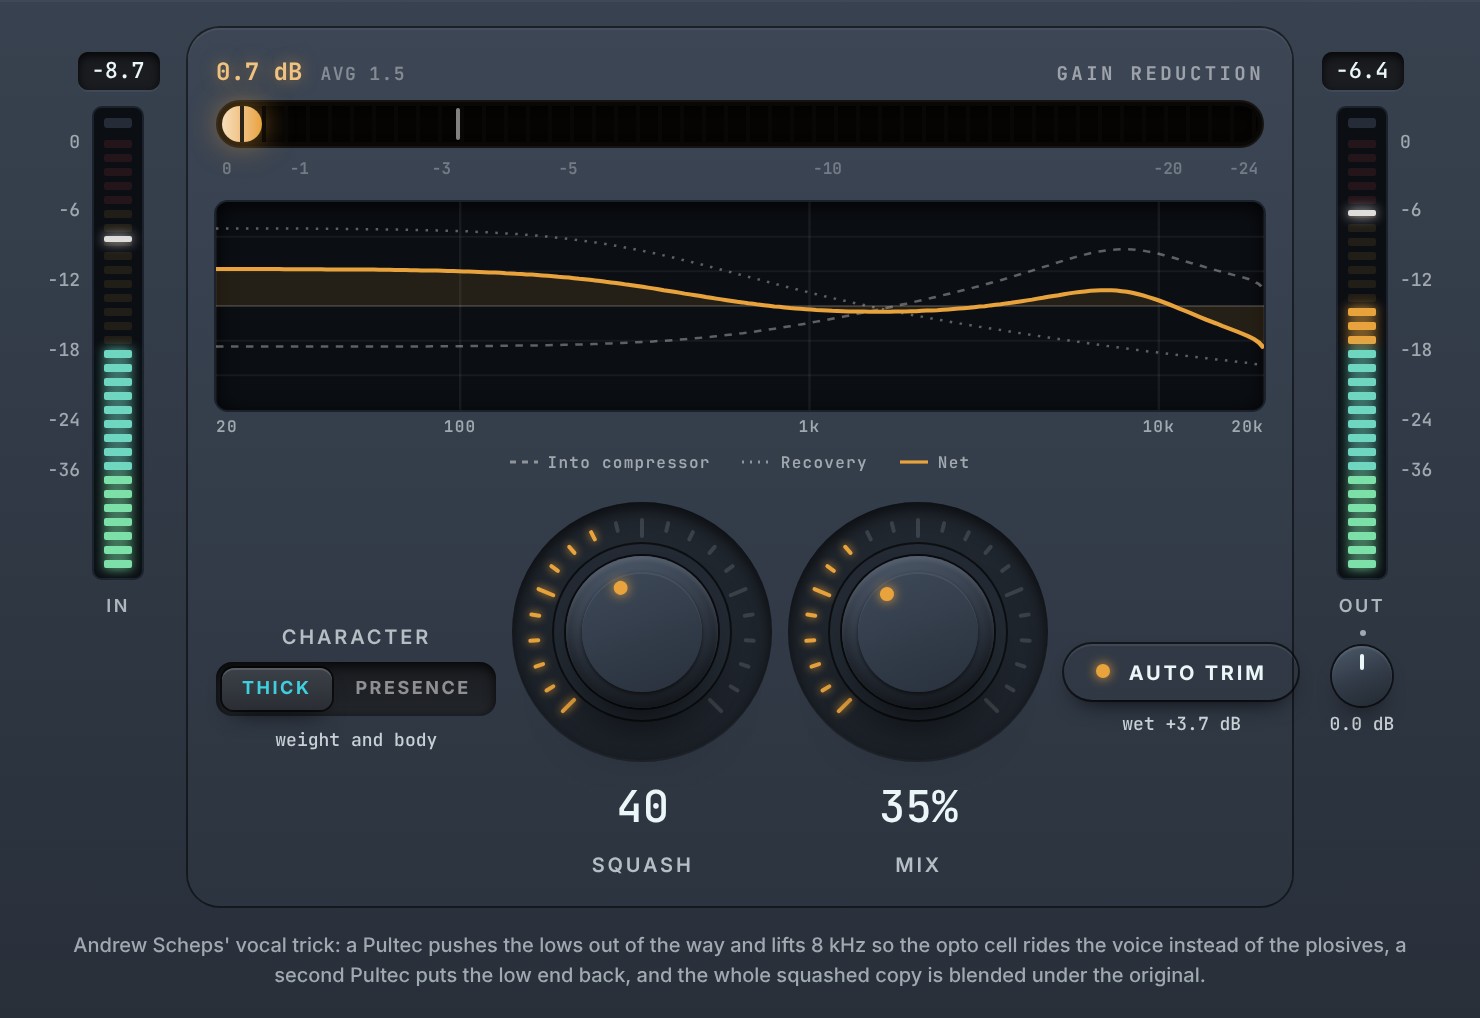 -8.7
0.7 dB AVG 1.5
GAIN REDUCTION
-6.4
0 -1 -3 -5 -10 -20 -24
0
-6
-12
-18
-24
-36
IN
0
-6
-12
-18
-24
-36
OUT
20 100 1k 10k 20k
Into compressor Recovery Net
CHARACTER
THICK PRESENCE
weight and body
40
SQUASH
35%
MIX
AUTO TRIM
wet +3.7 dB
0.0 dB
Andrew Scheps' vocal trick: a Pultec pushes the lows out of the way and lifts 8 kHz so the opto cell rides the voice instead of the plosives, a
second Pultec puts the low end back, and the whole squashed copy is blended under the original.